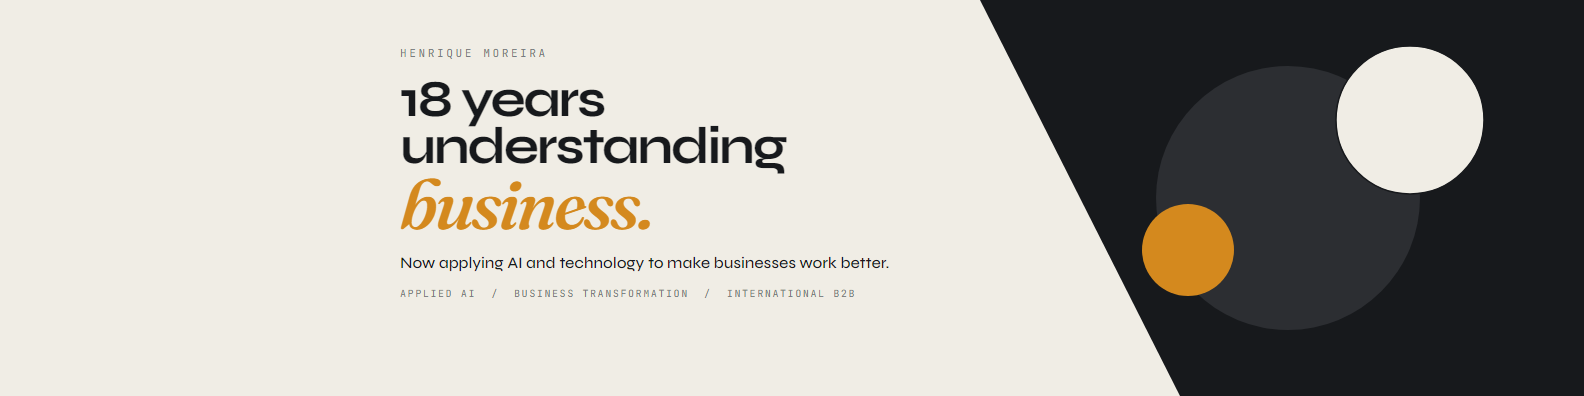 HENRIQUE MOREIRA
18 years
understanding
business.
Now applying AI and technology to make businesses work better.
APPLIED AI / BUSINESS TRANSFORMATION / INTERNATIONAL B2B